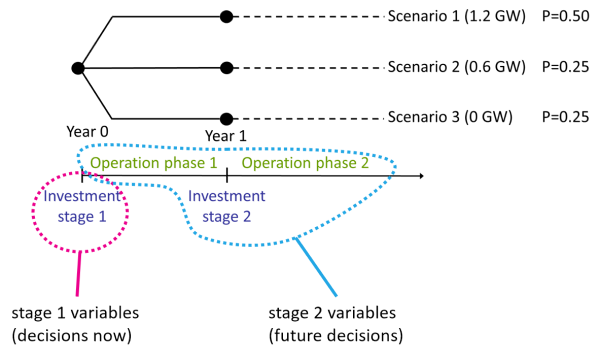 Scenario 1 (1.2 GW) P=0.50
Scenario 2 (0.6 GW) P=0.25
Scenario 3 (0 GW) P=0.25
Year 0
Year 1
Operation phase 1
Operation phase 2
Investment
stage 1
Investment
stage 2
stage 1 variables
(decisions now)
stage 2 variables
(future decisions)